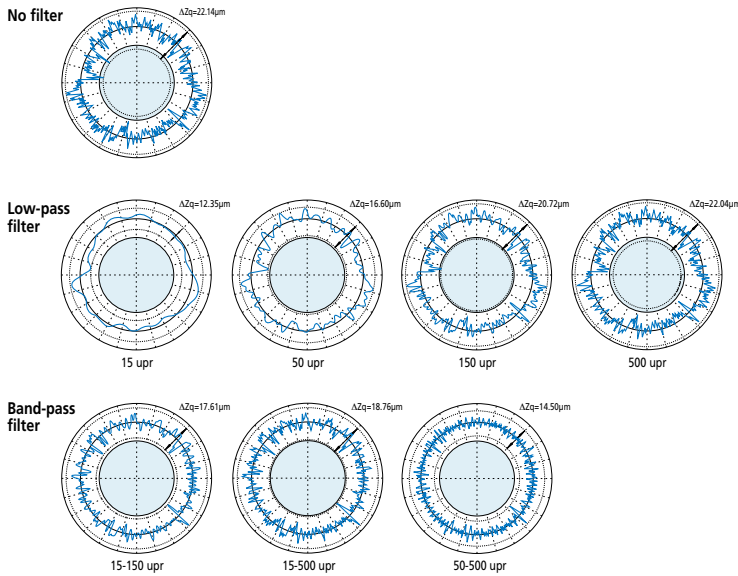 No filter
ΔZq=22.14µm
Low-pass
filter
ΔZq=12.35µm
ΔZq=16.60µm
ΔZq=20.72µm
ΔZq=22.04µm
15 upr
50 upr
150 upr
500 upr
Band-pass
filter
ΔZq=17.61µm
ΔZq=18.76µm
ΔZq=14.50µm
15-150 upr
15-500 upr
50-500 upr